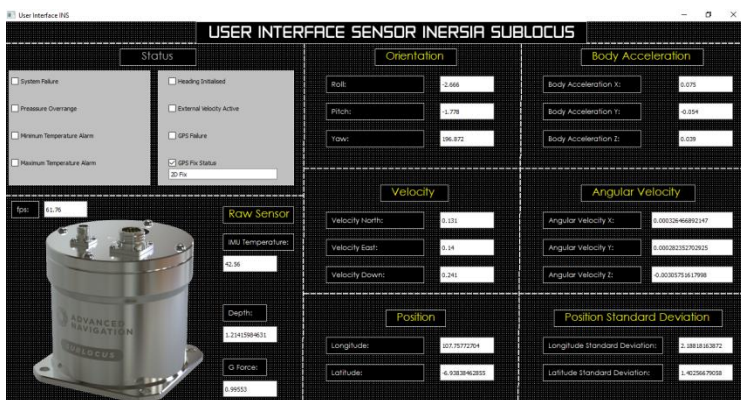 User Interface INS
USER INTERFACE SENSOR INERSIA SUBLOCUS
Status
System Failure
Preassure Overrange
Minimum Temperature Alarm
Maximum Temperature Alarm
Heading Initialised
External Velocity Active
GPS Failure
GPS Fix Status
2D Fix
fps: 61.76
ADVANCED
NAVIGATION
SUBLOCUS
Raw Sensor
IMU Temperature:
42.56
Depth:
1.21415984631
G Force:
0.99553
Orientation
Roll: -2.666
Pitch: -1.778
Yaw: 196.872
Velocity
Velocity North: 0.131
Velocity East: 0.14
Velocity Down: 0.241
Position
Longitude: 107.75772704
Latitude: -6.93838462855
Body Acceleration
Body Acceleration X: 0.075
Body Acceleration Y: -0.054
Body Acceleration Z: 0.039
Angular Velocity
Angular Velocity X: 0.000326466892147
Angular Velocity Y: 0.000282352702925
Angular Velocity Z: -0.00305751617998
Position Standard Deviation
Longitude Standard Deviation: 2.18818163872
Latitude Standard Deviation: 1.40256679058